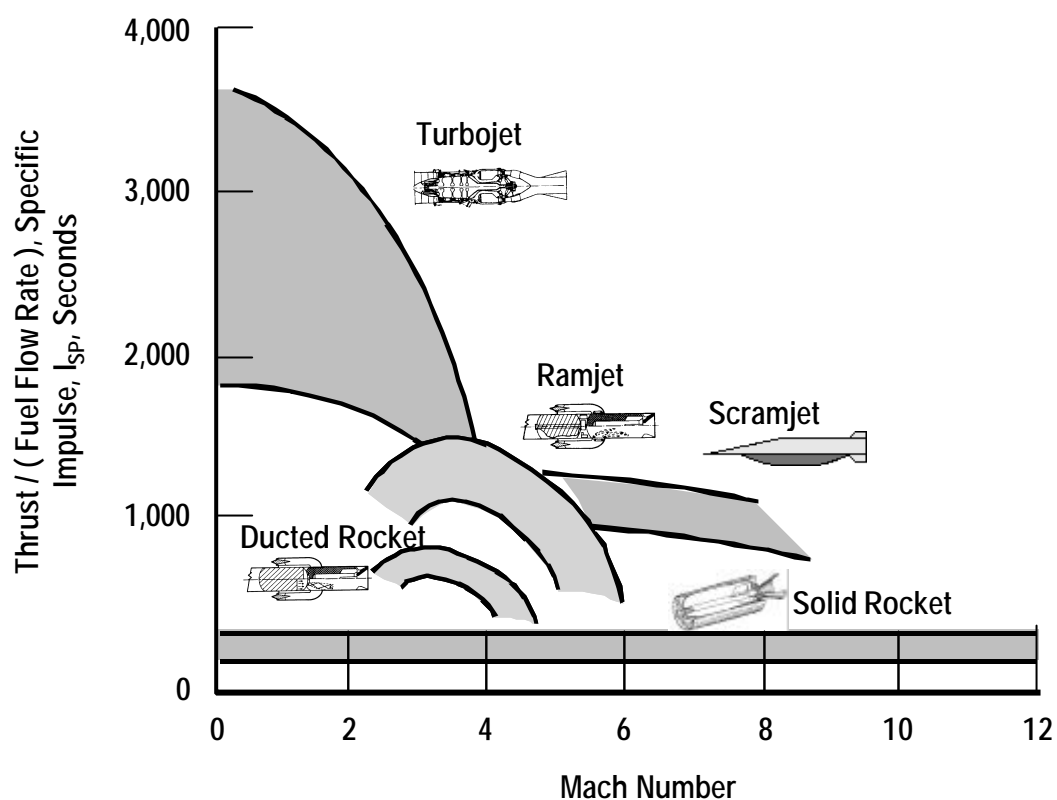 4,000
3,000
2,000
1,000
0
Thrust / ( Fuel Flow Rate ), Specific
Impulse, ISP, Seconds
Turbojet
Ramjet
Scramjet
Ducted Rocket
Solid Rocket
0 2 4 6 8 10 12
Mach Number